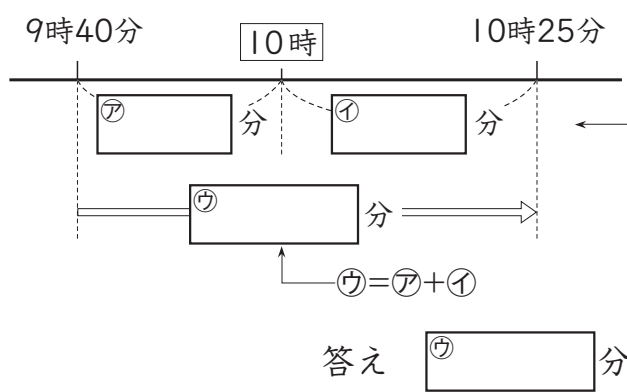 9時40分 10時 10時25分
㋐ 分 ㋑ 分
㋒ 分
㋒=㋐+㋑
答え ㋒ 分